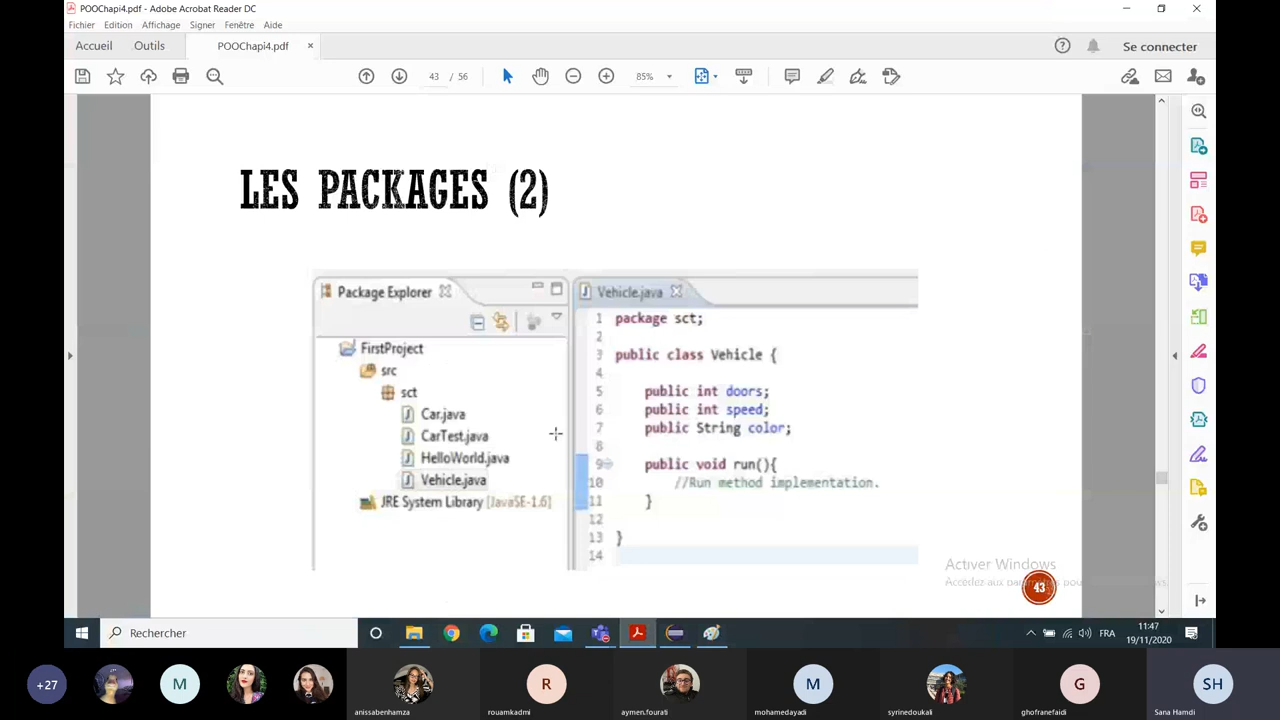 POOChapi4.pdf - Adobe Acrobat Reader DC
Fichier Edition Affichage Signer Fenêtre Aide
Accueil Outils POOChapi4.pdf × Se connecter
43 / 56 85%
LES PACKAGES (2)
Package Explorer
FirstProject
src
sct
Car.java
CarTest.java
HelloWorld.java
Vehicle.java
JRE System Library [JavaSE-1.6]
Vehicle.java
1 package sct;
2
3 public class Vehicle {
4
5 public int doors;
6 public int speed;
7 public String color;
8
9 public void run(){
10 //Run method implementation.
11 }
12
13 }
14
Activer Windows
Accédez aux paramètres pou
43
Rechercher
FRA
11:47
19/11/2020
+27 M R M G SH
anissabenhamza rouamkadmi aymen.fourati mohamedayadi syrinedoukali ghofranefaidi Sana Hamdi